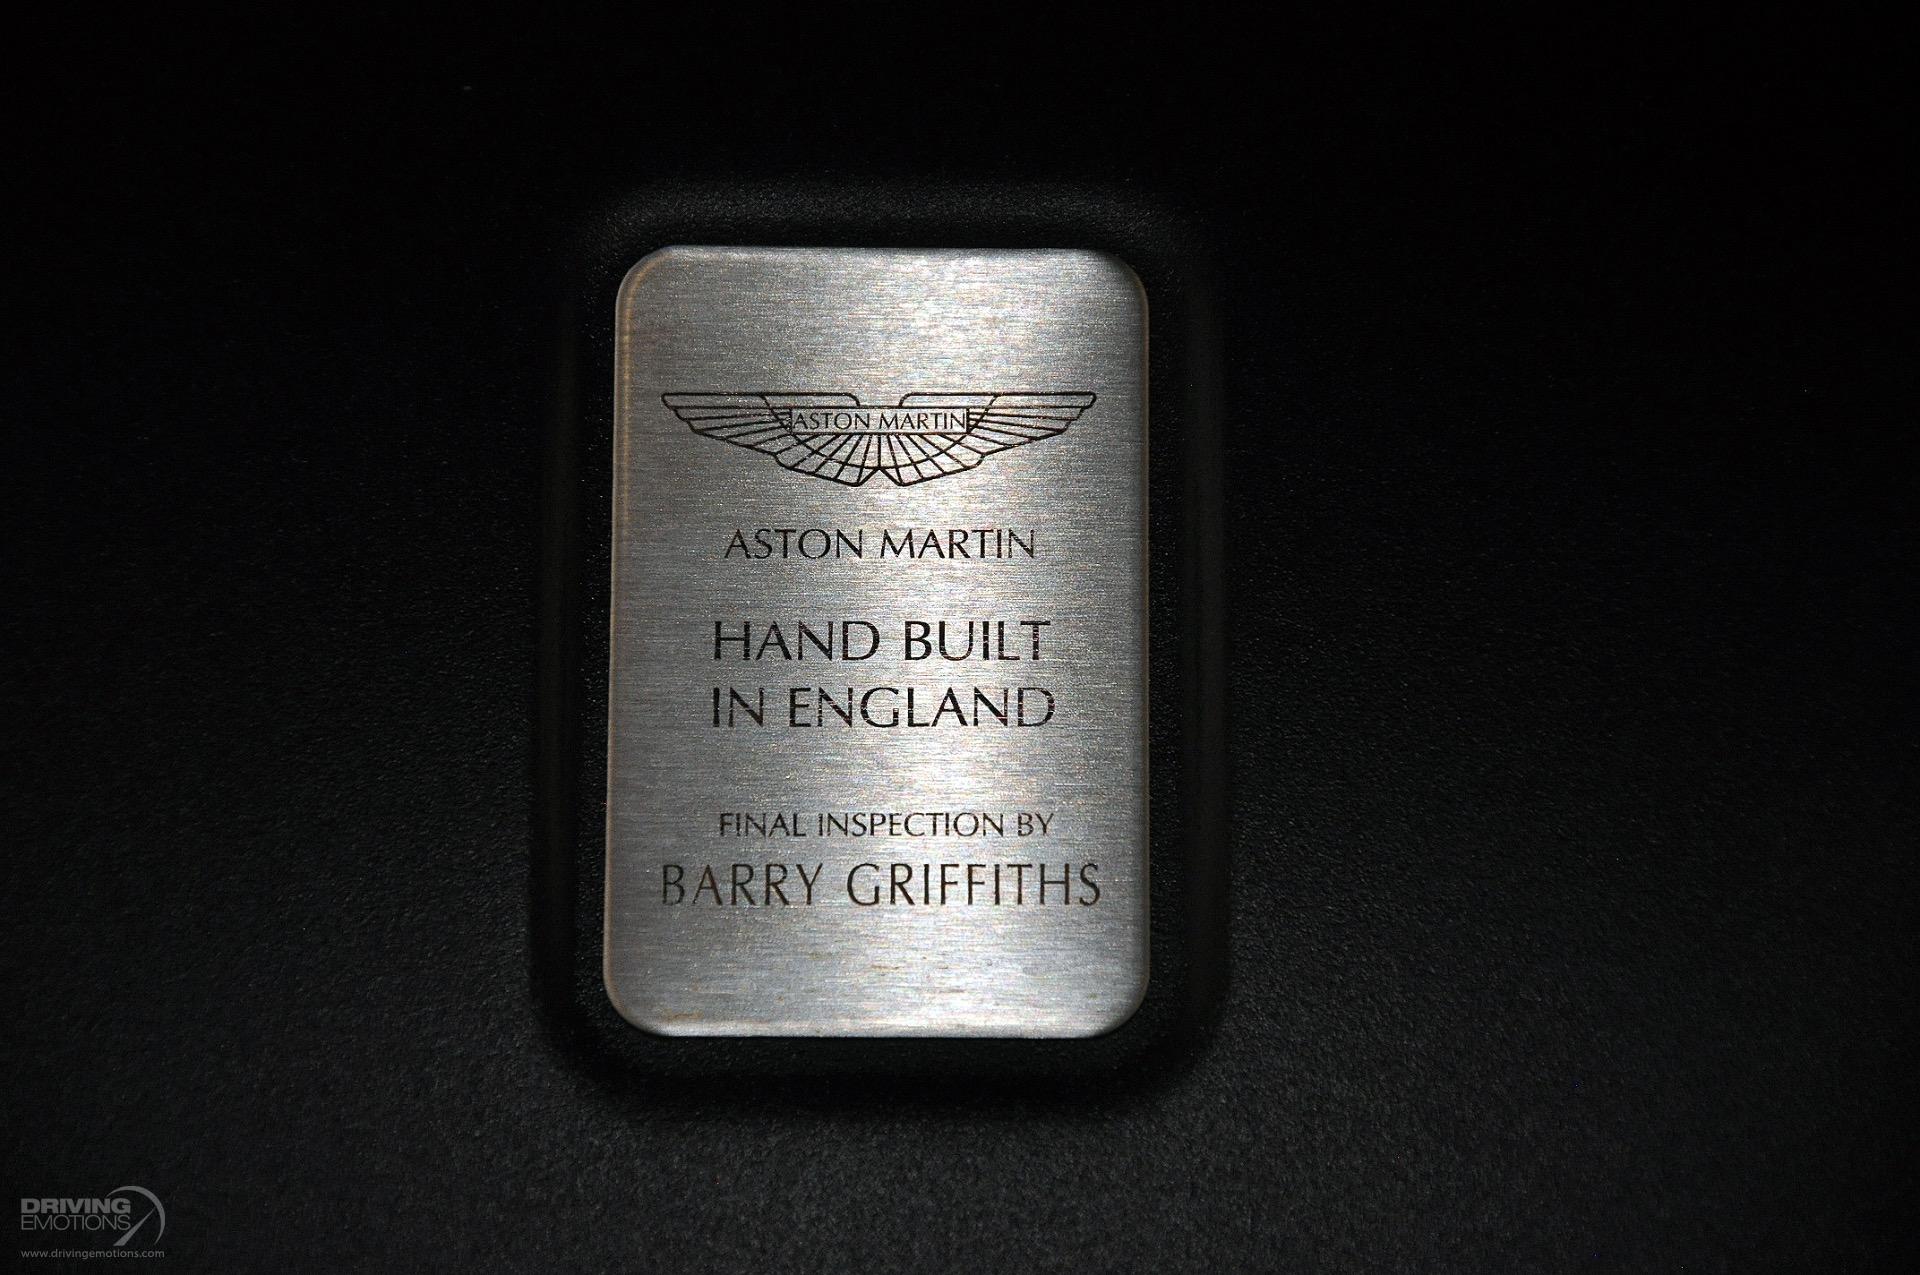 ASTON MARTIN
ASTON MARTIN
HAND BUILT
IN ENGLAND
FINAL INSPECTION BY
BARRY GRIFFITHS
DRIVING
EMOTIONS
www.drivingemotions.com